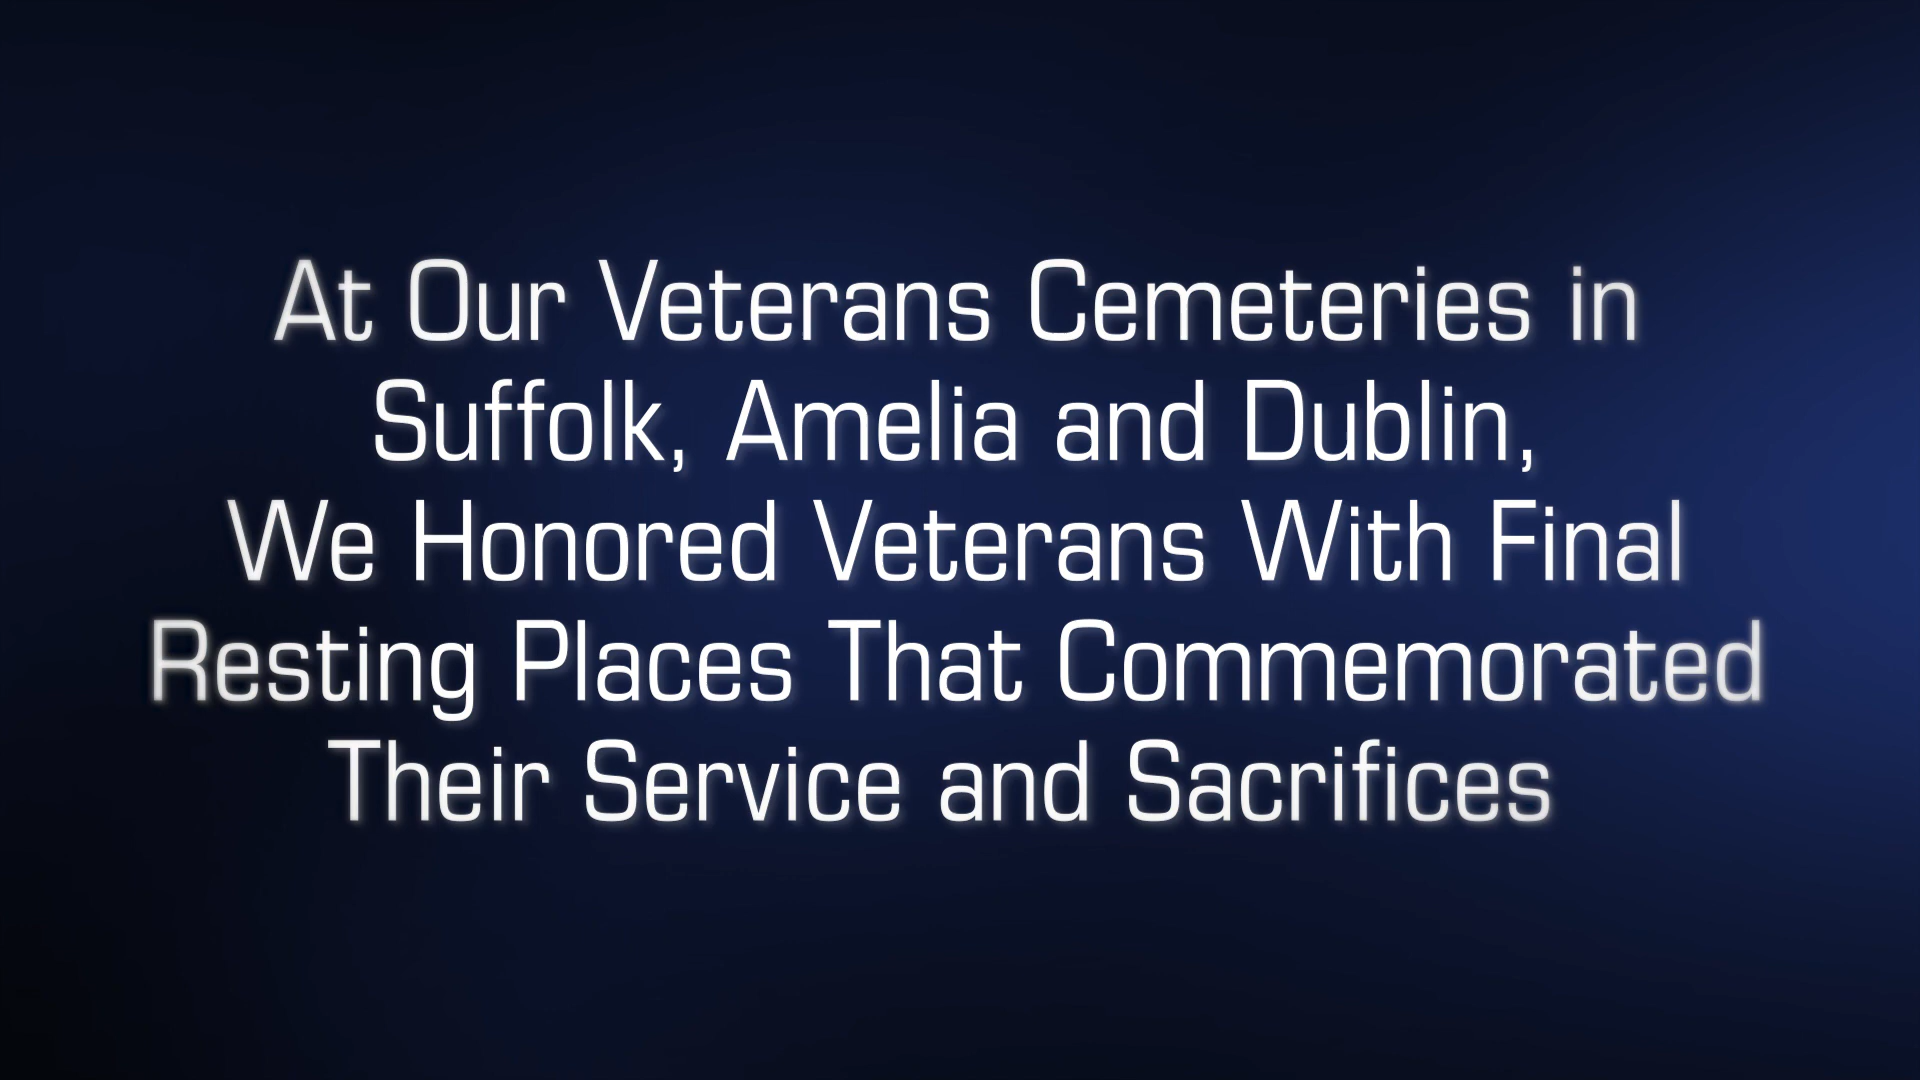 At Our Veterans Cemeteries in
Suffolk, Amelia and Dublin,
We Honored Veterans With Final
Resting Places That Commemorated
Their Service and Sacrifices